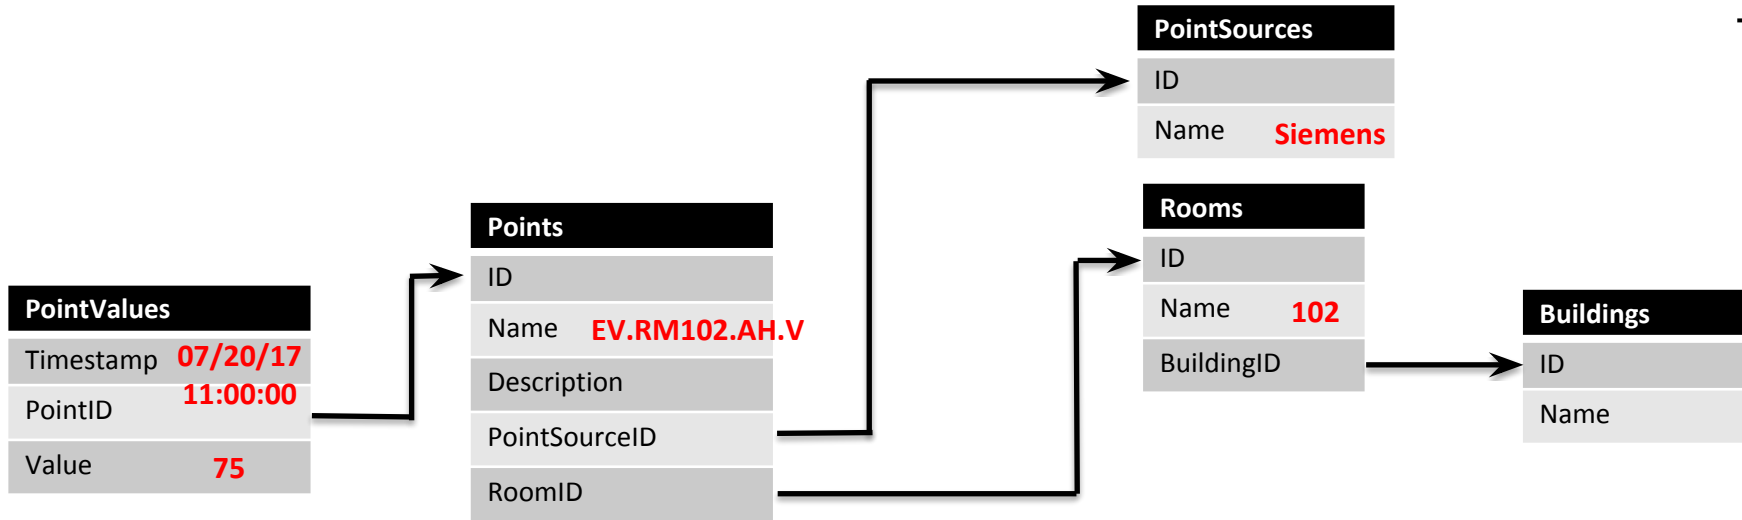 PointSources
ID
Name Siemens
Rooms
ID
Name 102
BuildingID
Points
ID
Name EV.RM102.AH.V
Description
PointSourceID
RoomID
PointValues
Timestamp 07/20/17
11:00:00
PointID
Value 75
Buildings
ID
Name